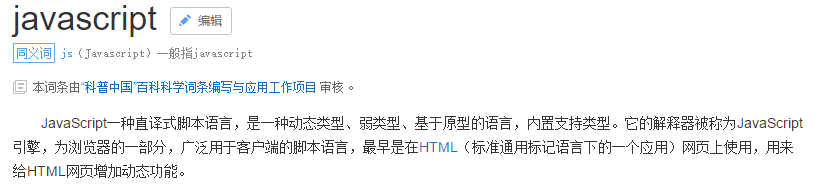 javascript 编辑
同义词 js（Javascript）一般指javascript
本词条由“科普中国”百科科学词条编写与应用工作项目 审核 。
JavaScript一种直译式脚本语言，是一种动态类型、弱类型、基于原型的语言，内置支持类型。它的解释器被称为JavaScript
引擎，为浏览器的一部分，广泛用于客户端的脚本语言，最早是在HTML（标准通用标记语言下的一个应用）网页上使用，用来
给HTML网页增加动态功能。